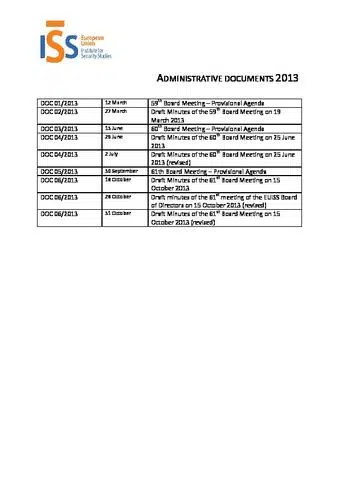 European
Union
ISS
Institute for
Security Studies
ADMINISTRATIVE DOCUMENTS 2013
DOC 01/2013 12 March 59th Board Meeting – Provisional Agenda
DOC 02/2013 22 March Draft Minutes of the 59th Board Meeting on 19
March 2013
DOC 03/2013 15 June 60th Board Meeting – Provisional Agenda
DOC 04/2013 26 June Draft Minutes of the 60th Board Meeting on 25 June
2013
DOC 04/2013 2 July Draft Minutes of the 60th Board Meeting on 25 June
2013 (revised)
DOC 05/2013 30 September 61th Board Meeting – Provisional Agenda
DOC 06/2013 18 October Draft Minutes of the 61st Board Meeting on 15
October 2013
DOC 06/2013 28 October Draft minutes of the 61st meeting of the EUISS Board
of Directors on 15 October 2013 (revised)
DOC 06/2013 31 October Draft Minutes of the 61st Board Meeting on 15
October 2013 (revised)